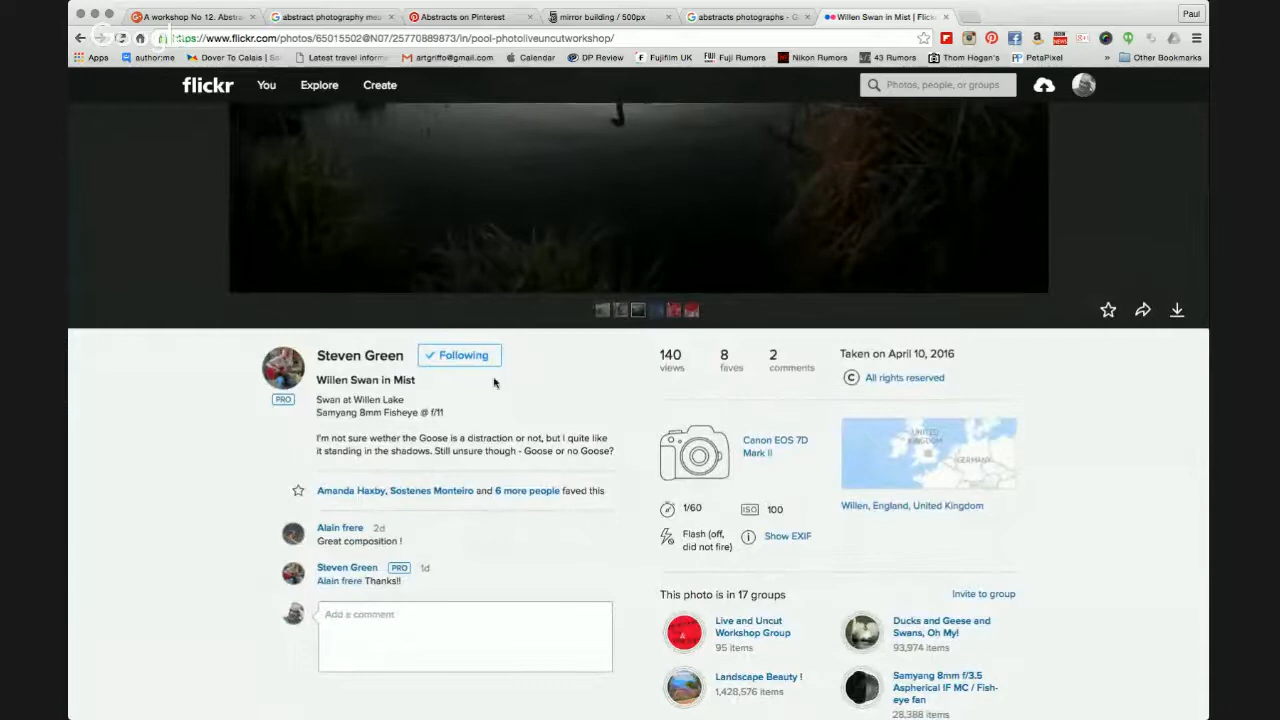 A workshop No 12. Abstra
abstract photography mea
Abstracts on Pinterest
mirror building / 500px
abstracts photographs - G
Willen Swan in Mist | Flick
Paul
https://www.flickr.com/photos/65015502@N07/25770889873/in/pool-photoliveuncutworkshop/
Apps
author:me
Dover To Calais | Sa
Latest travel inform
artgriffo@gmail.com
Calendar
DP Review
Fujifilm UK
Fuji Rumors
Nikon Rumors
43 Rumors
Thom Hogan's
PetaPixel
»
Other Bookmarks
flickr
You
Explore
Create
Photos, people, or groups
Steven Green
Following
Willen Swan in Mist
PRO
Swan at Willen Lake
Samyang 8mm Fisheye @ f/11
I'm not sure wether the Goose is a distraction or not, but I quite like
it standing in the shadows. Still unsure though - Goose or no Goose?
Amanda Haxby, Sostenes Monteiro and 6 more people faved this
Alain frere 2d
Great composition !
Steven Green PRO 1d
Alain frere Thanks!!
Add a comment
140
views
8
faves
2
comments
Taken on April 10, 2016
All rights reserved
Canon EOS 7D
Mark II
1/60
ISO 100
Flash (off,
did not fire)
Show EXIF
UNITED
KINGDOM
GERMANY
Willen, England, United Kingdom
This photo is in 17 groups
Invite to group
Live and Uncut
Workshop Group
95 items
Ducks and Geese and
Swans, Oh My!
93,974 items
Landscape Beauty !
1,428,576 items
Samyang 8mm f/3.5
Aspherical IF MC / Fish-
eye fan
28,388 items